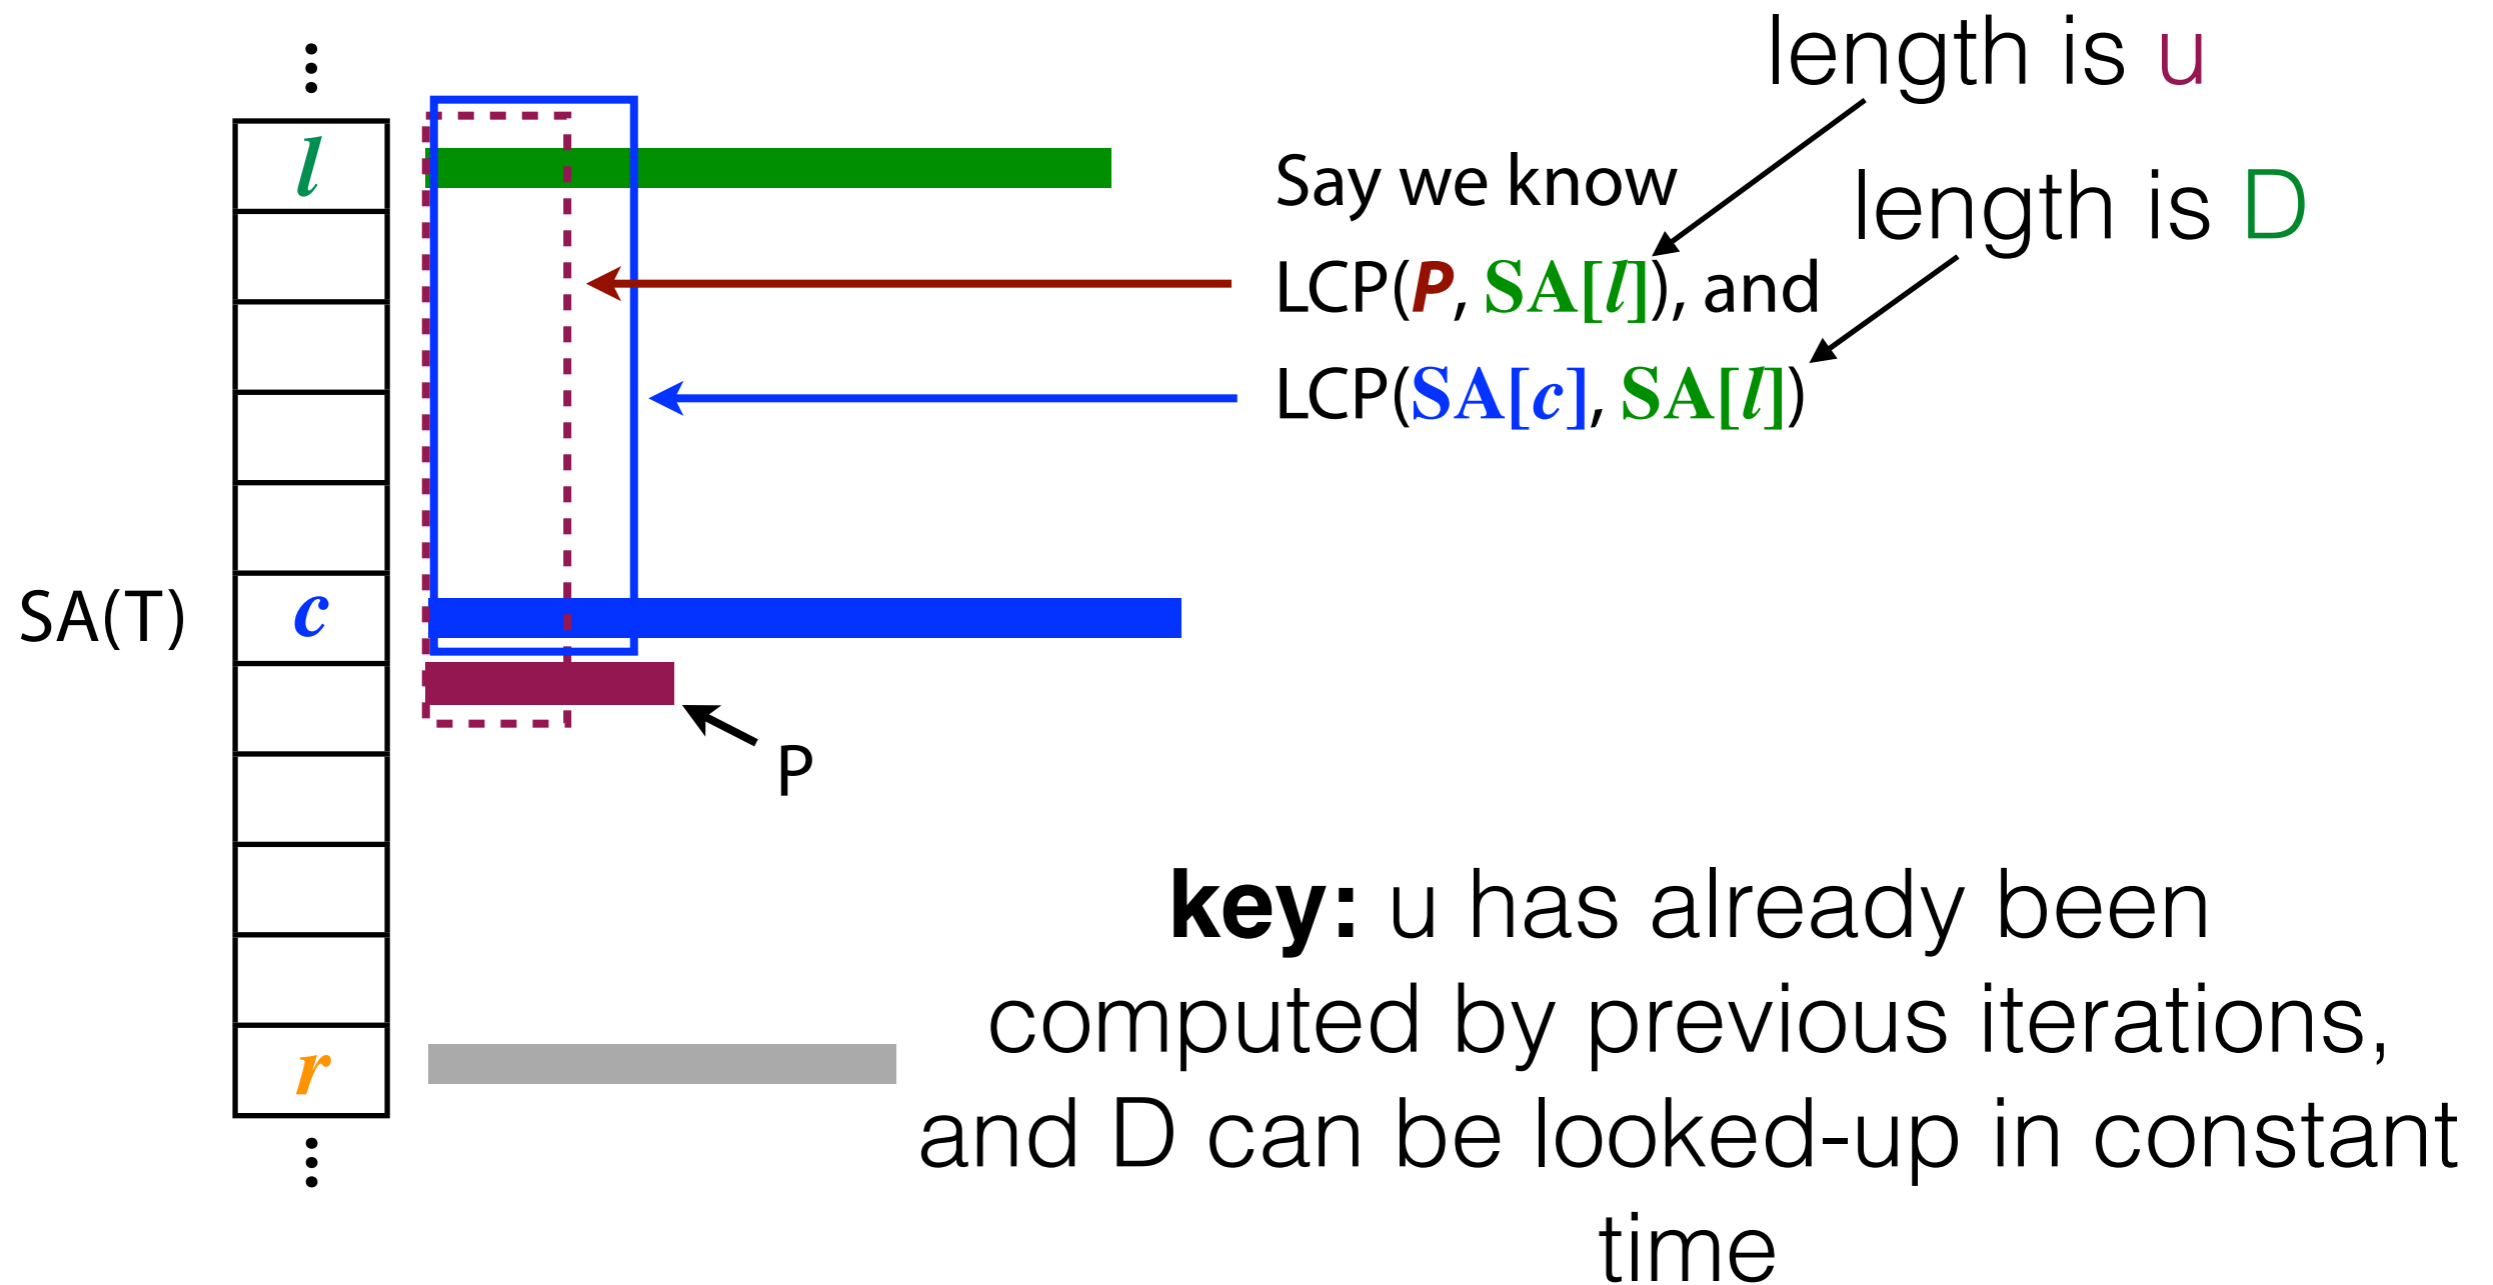 length is u
l
Say we know
length is D
LCP(P, SA[l]), and
LCP(SA[c], SA[l])
SA(T)
c
P
key: u has already been
computed by previous iterations,
and D can be looked-up in constant
time
r